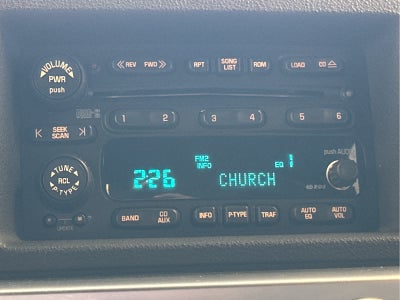 VOLUME
PWR
push
REV FWD
RPT
SONG LIST
RDM
LOAD
CD
1 2
3 4
5 6
SEEK
SCAN
push AUDIO
TUNE
RCL
P-TYPE
2:26
FM2
INFO
EQ 1
CHURCH
BAND
CD
AUX
INFO
P-TYPE
TRAF
AUTO
EQ
AUTO
VOL
UPDATE